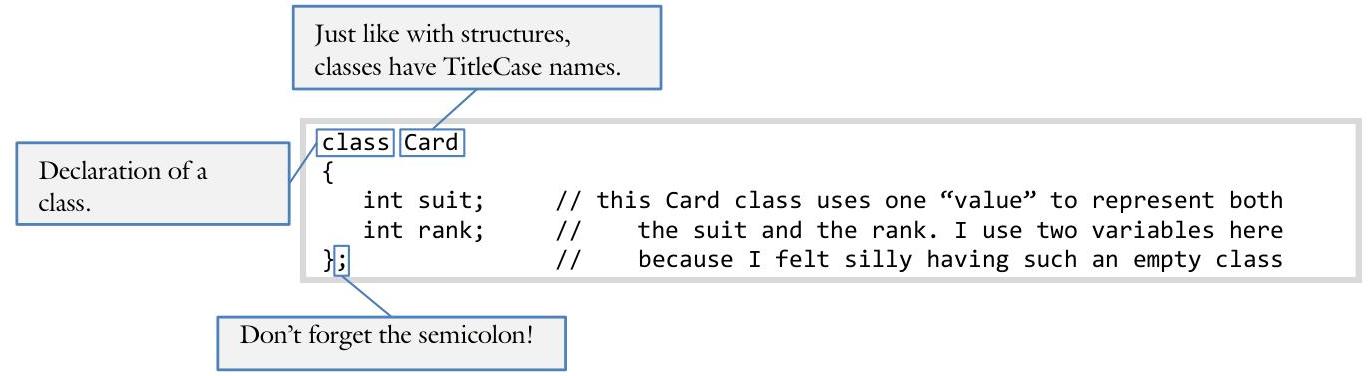 Just like with structures,
classes have TitleCase names.
Declaration of a
class.
class Card
{
   int suit;     // this Card class uses one “value” to represent both
   int rank;     //    the suit and the rank. I use two variables here
};               //    because I felt silly having such an empty class
Don’t forget the semicolon!